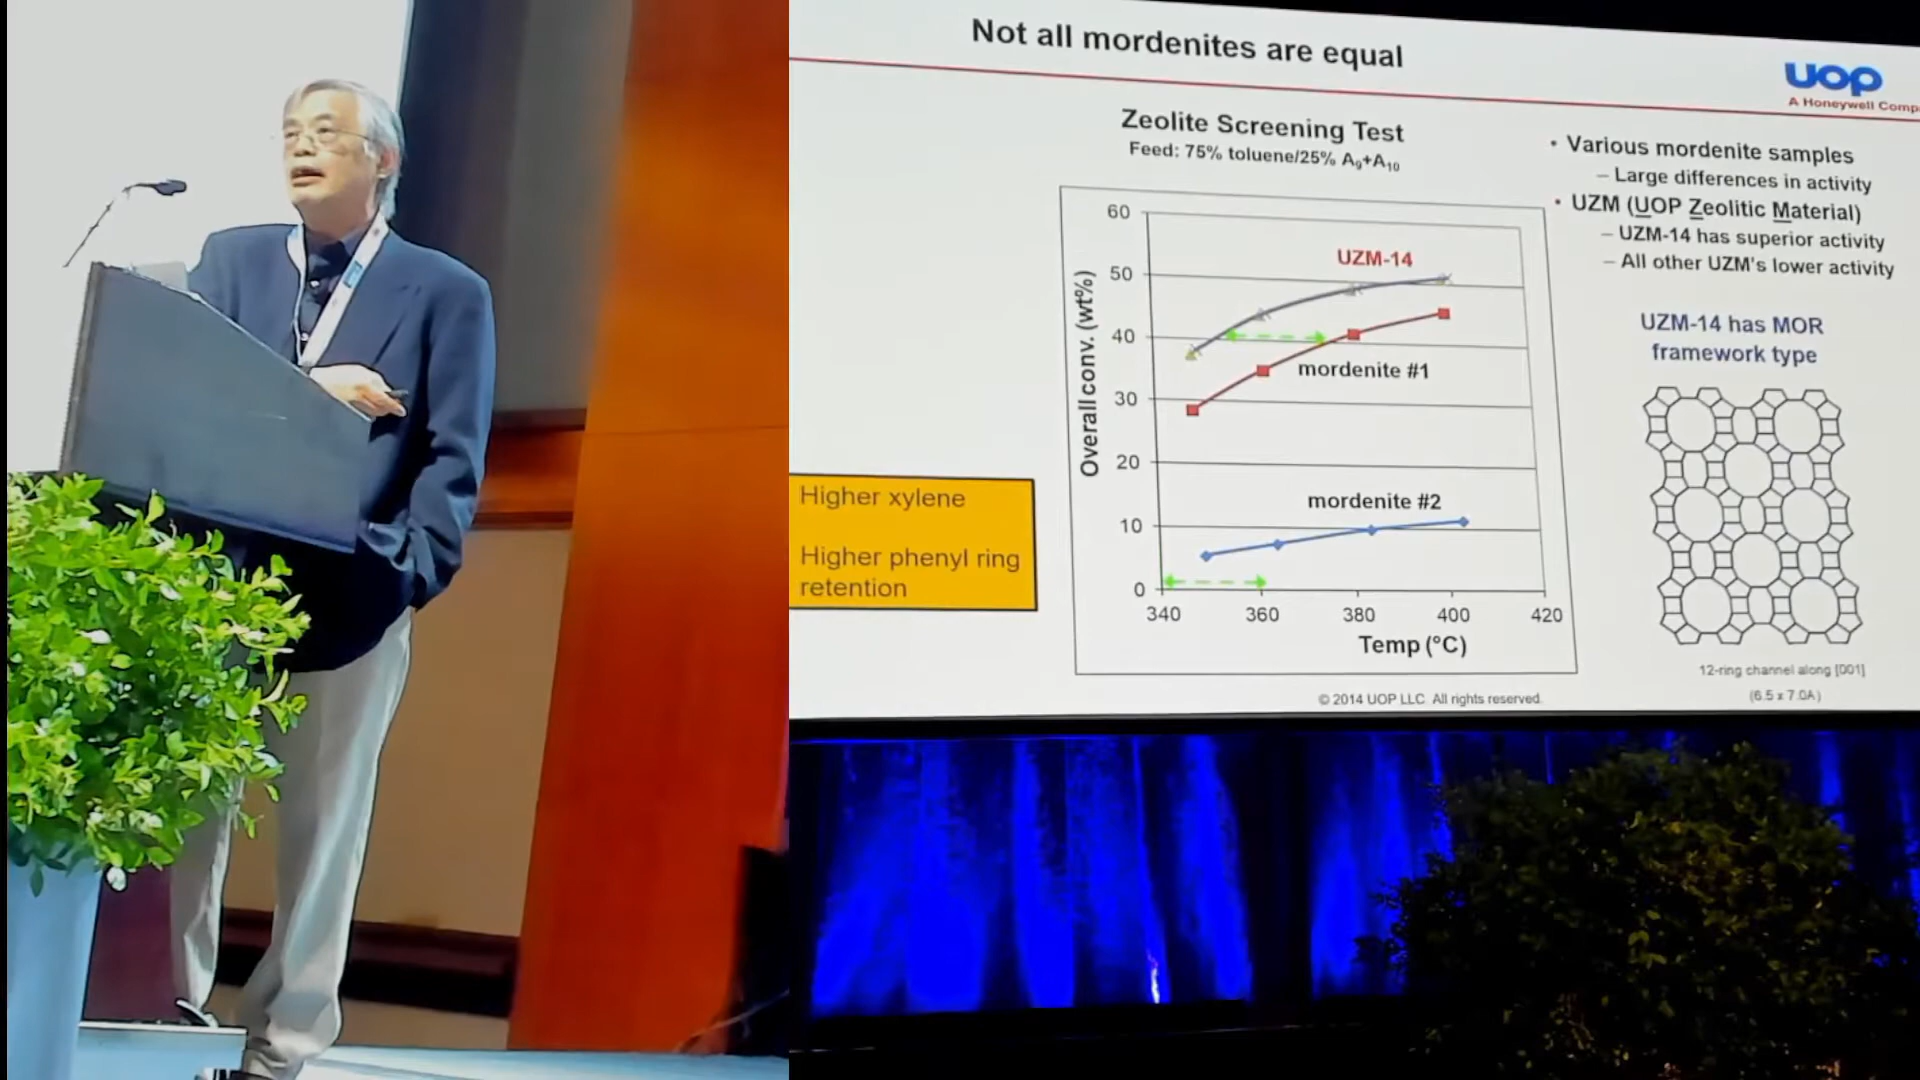 Not all mordenites are equal
uop
A Honeywell Comp
Zeolite Screening Test
Feed: 75% toluene/25% A9+A10
• Various mordenite samples
– Large differences in activity
• UZM (UOP Zeolitic Material)
– UZM-14 has superior activity
– All other UZM's lower activity
UZM-14 has MOR
framework type
12-ring channel along [001]
(6.5 x 7.0A)
Overall conv. (wt%)
60
50
40
30
20
10
0
UZM-14
mordenite #1
mordenite #2
340 360 380 400 420
Temp (°C)
Higher xylene
Higher phenyl ring
retention
© 2014 UOP LLC. All rights reserved.